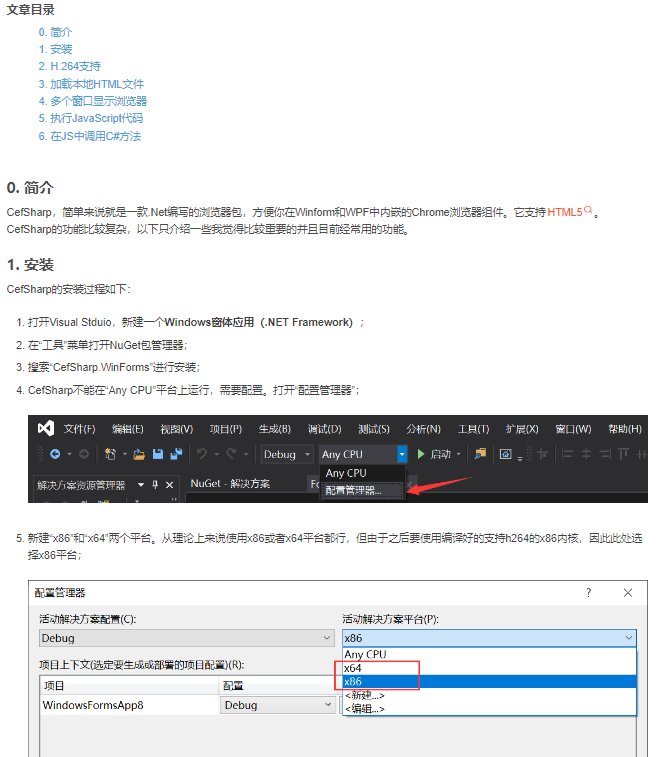 文章目录
0. 简介
1. 安装
2. H.264支持
3. 加载本地HTML文件
4. 多个窗口显示浏览器
5. 执行JavaScript代码
6. 在JS中调用C#方法
0. 简介
CefSharp，简单来说就是一款.Net编写的浏览器包，方便你在Winform和WPF中内嵌的Chrome浏览器组件。它支持 HTML5。
CefSharp的功能比较复杂，以下只介绍一些我觉得比较重要的并且目前经常用的功能。
1. 安装
CefSharp的安装过程如下：
1. 打开Visual Stduio，新建一个Windows窗体应用（.NET Framework）；
2. 在“工具”菜单打开NuGet包管理器；
3. 搜索“CefSharp.WinForms”进行安装；
4. CefSharp不能在“Any CPU”平台上运行，需要配置。打开“配置管理器”；
文件(F) 编辑(E) 视图(V) 项目(P) 生成(B) 调试(D) 测试(S) 分析(N) 工具(T) 扩展(X) 窗口(W) 帮助(H)
Debug Any CPU 启动
Any CPU
解决方案资源管理器 NuGet - 解决方案 Fo 配置管理器...
5. 新建“x86”和“x64”两个平台。从理论上来说使用x86或者x64平台都行，但由于之后要使用编译好的支持h264的x86内核，因此此处选
择x86平台；
配置管理器
活动解决方案配置(C): 活动解决方案平台(P):
Debug x86
Any CPU
项目上下文(选定要生成或部署的项目配置)(R): x64
项目 配置 x86
<新建...>
WindowsFormsApp8 Debug <编辑...>